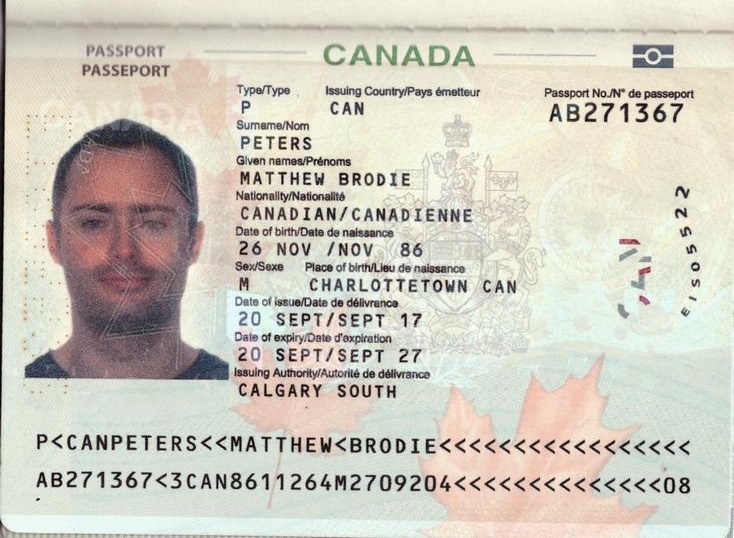 PASSPORT
PASSEPORT
CANADA
Type/Type Issuing Country/Pays émetteur Passport No./N° de passeport
P CAN AB271367
Surname/Nom
PETERS
Given names/Prénoms
MATTHEW BRODIE
Nationality/Nationalité
CANADIAN/CANADIENNE
Date of birth/Date de naissance
26 NOV /NOV 86
Sex/Sexe Place of birth/Lieu de naissance
M CHARLOTTETOWN CAN
Date of issue/Date de délivrance
20 SEPT/SEPT 17
Date of expiry/Date d'expiration
20 SEPT/SEPT 27
Issuing Authority/Autorité de délivrance
CALGARY SOUTH
CAN
EIS05522
P<CANPETERS<<MATTHEW<BRODIE<<<<<<<<<<<<<<<<<
AB271367<3CAN8611264M2709204<<<<<<<<<<<<<<08